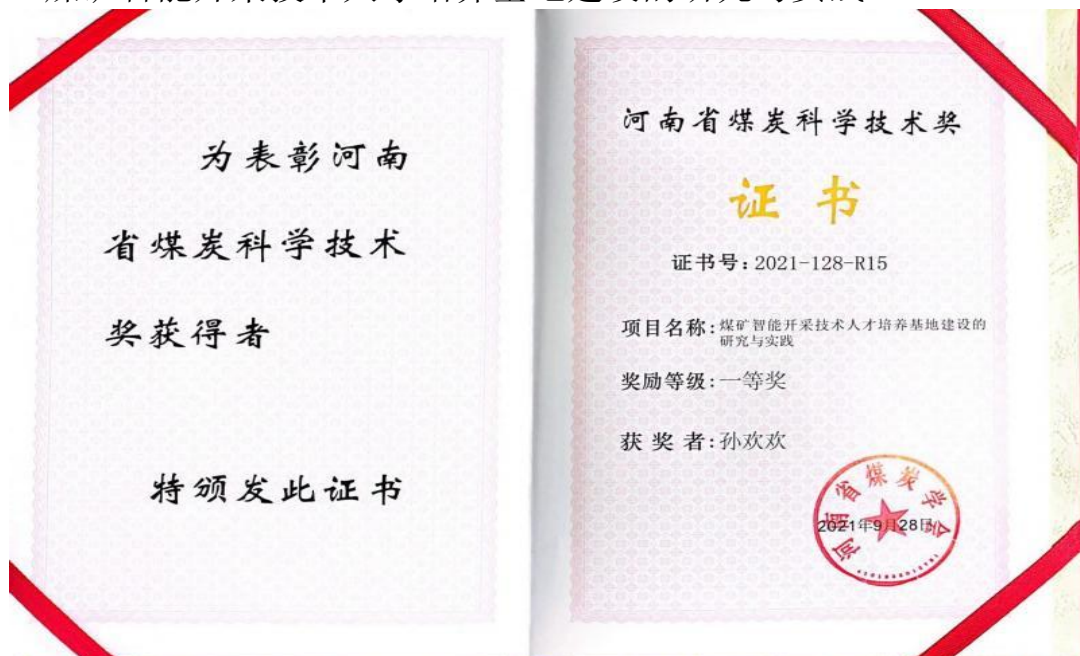 为表彰河南
省煤炭科学技术
奖获得者
特颁发此证书
河南省煤炭科学技术奖
证书
证书号：2021-128-R15
项目名称：煤矿智能开采技术人才培养基地建设的
研究与实践
奖励等级：一等奖
获奖者：孙欢欢
河南省煤炭学会
2021年9月28日